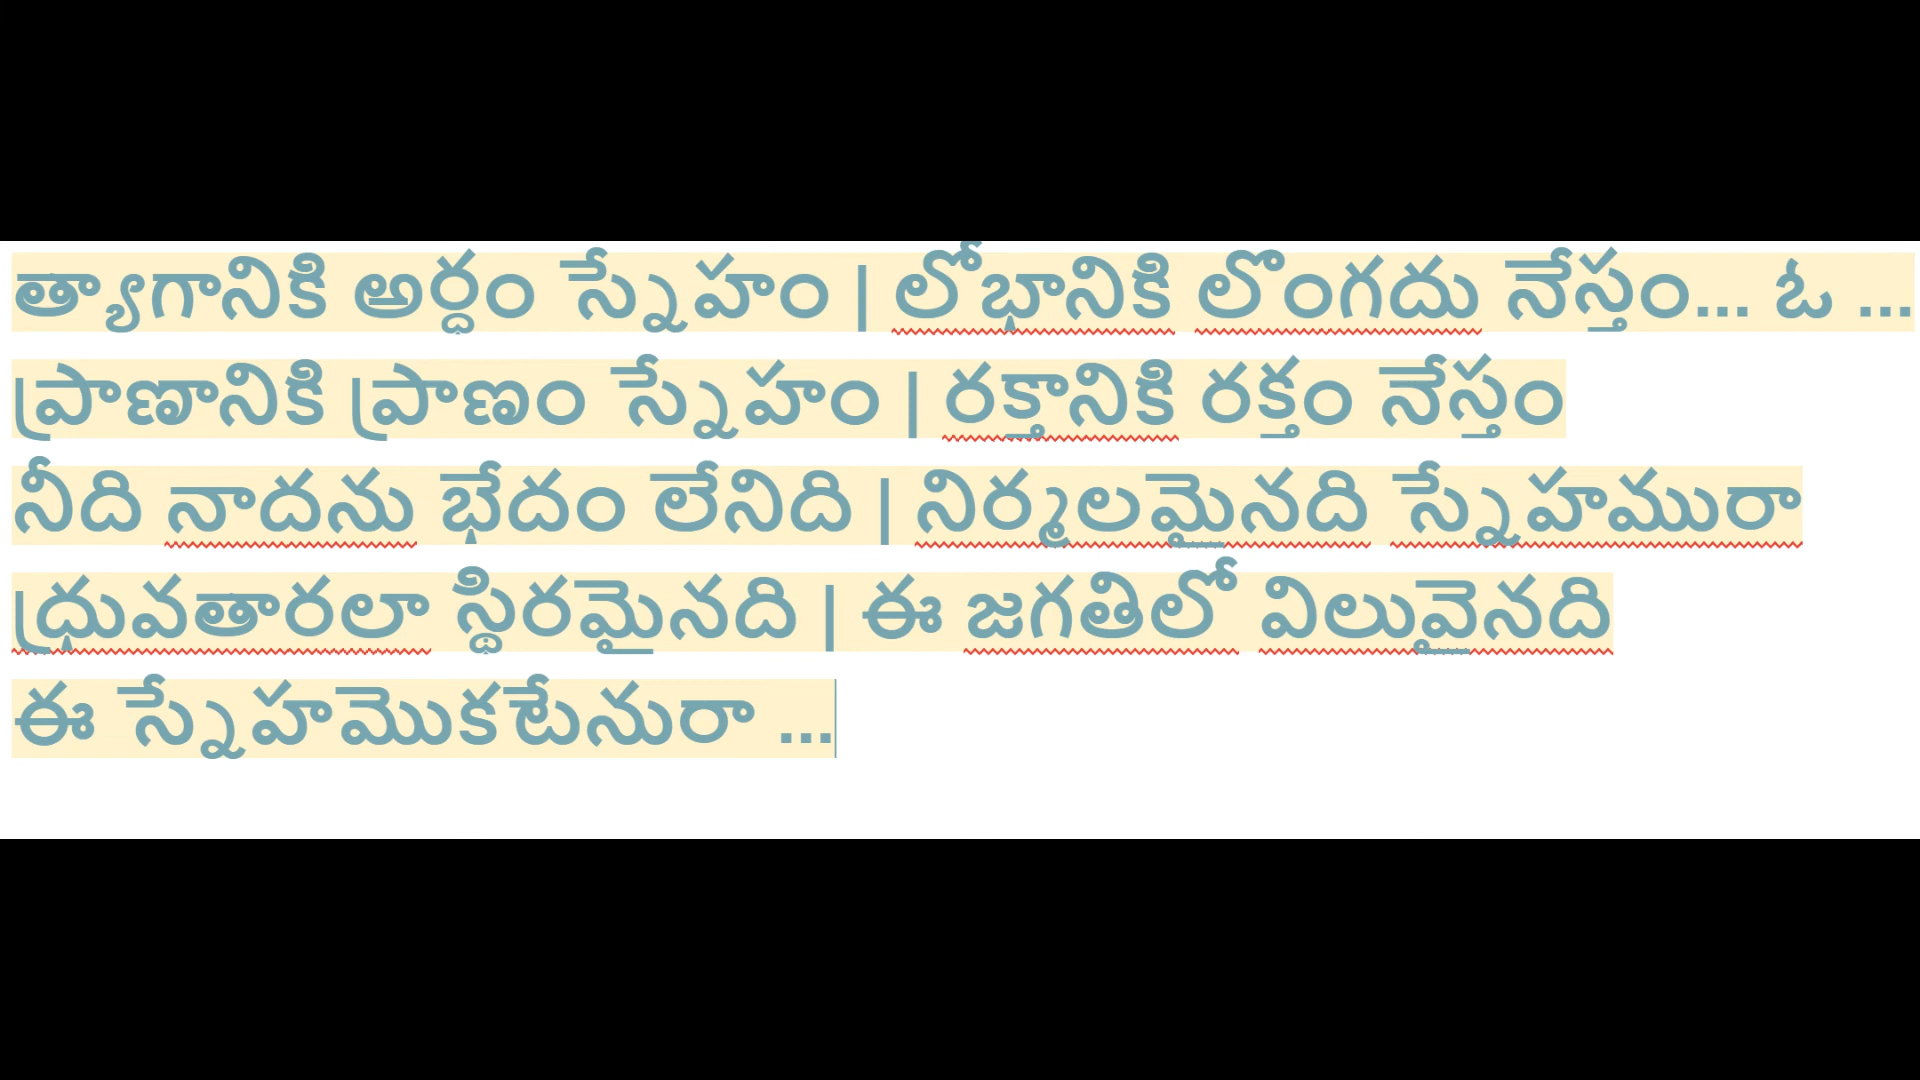 త్యాగానికి అర్ధం స్నేహం | లోభానికి లొంగదు నేస్తం... ఓ ...
ప్రాణానికి ప్రాణం స్నేహం | రక్తానికి రక్తం నేస్తం
నీది నాదను భేదం లేనిది | నిర్మలమైనది స్నేహమురా
ధ్రువతారలా స్థిరమైనది | ఈ జగతిలో విలువైనది
ఈ స్నేహమొకటేనురా ...